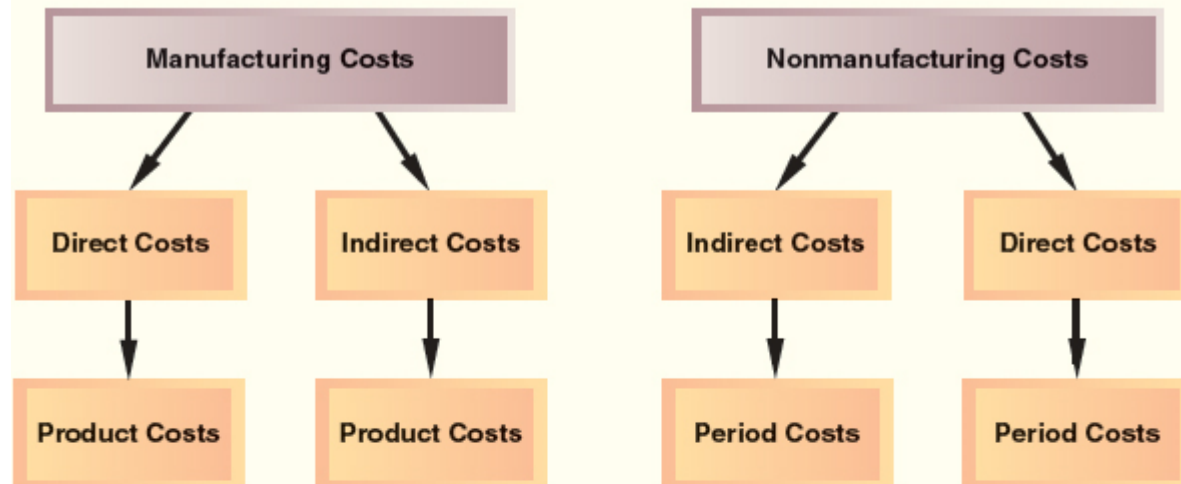 Manufacturing Costs
Nonmanufacturing Costs
Direct Costs
Indirect Costs
Indirect Costs
Direct Costs
Product Costs
Product Costs
Period Costs
Period Costs